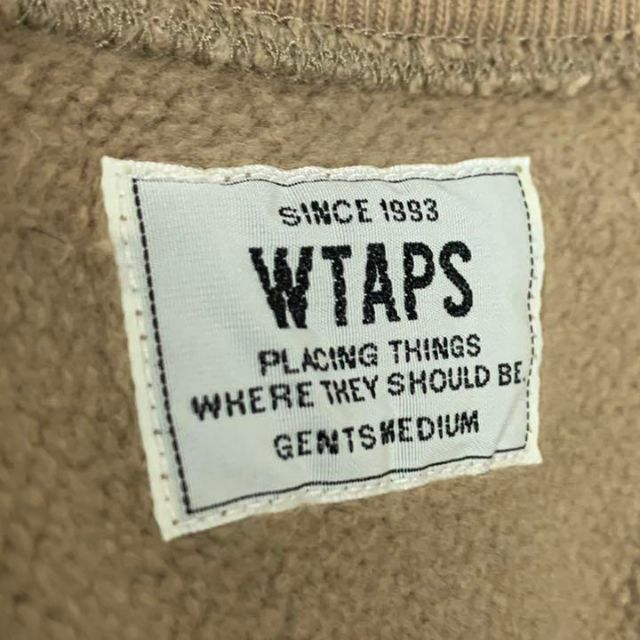 SINCE 1993
WTAPS
PLACING THINGS
WHERE THEY SHOULD BE
GENTS MEDIUM